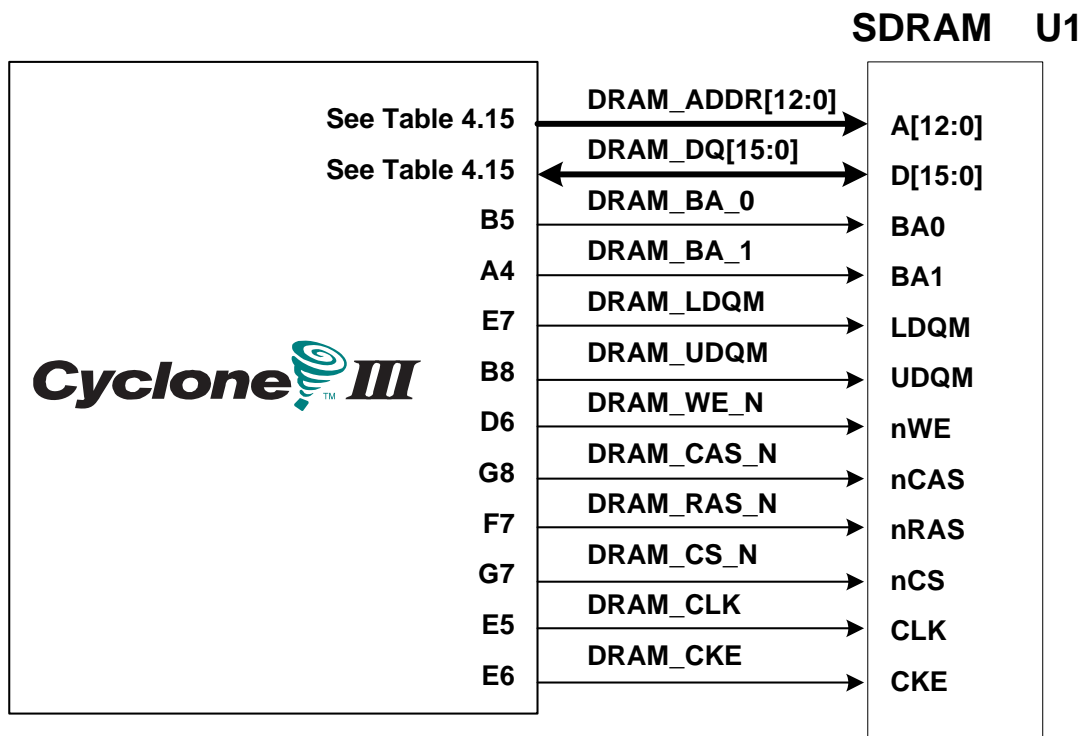 SDRAM U1
See Table 4.15 DRAM_ADDR[12:0] A[12:0]
See Table 4.15 DRAM_DQ[15:0] D[15:0]
B5 DRAM_BA_0 BA0
A4 DRAM_BA_1 BA1
E7 DRAM_LDQM LDQM
B8 DRAM_UDQM UDQM
Cyclone III TM
D6 DRAM_WE_N nWE
G8 DRAM_CAS_N nCAS
F7 DRAM_RAS_N nRAS
G7 DRAM_CS_N nCS
E5 DRAM_CLK CLK
E6 DRAM_CKE CKE